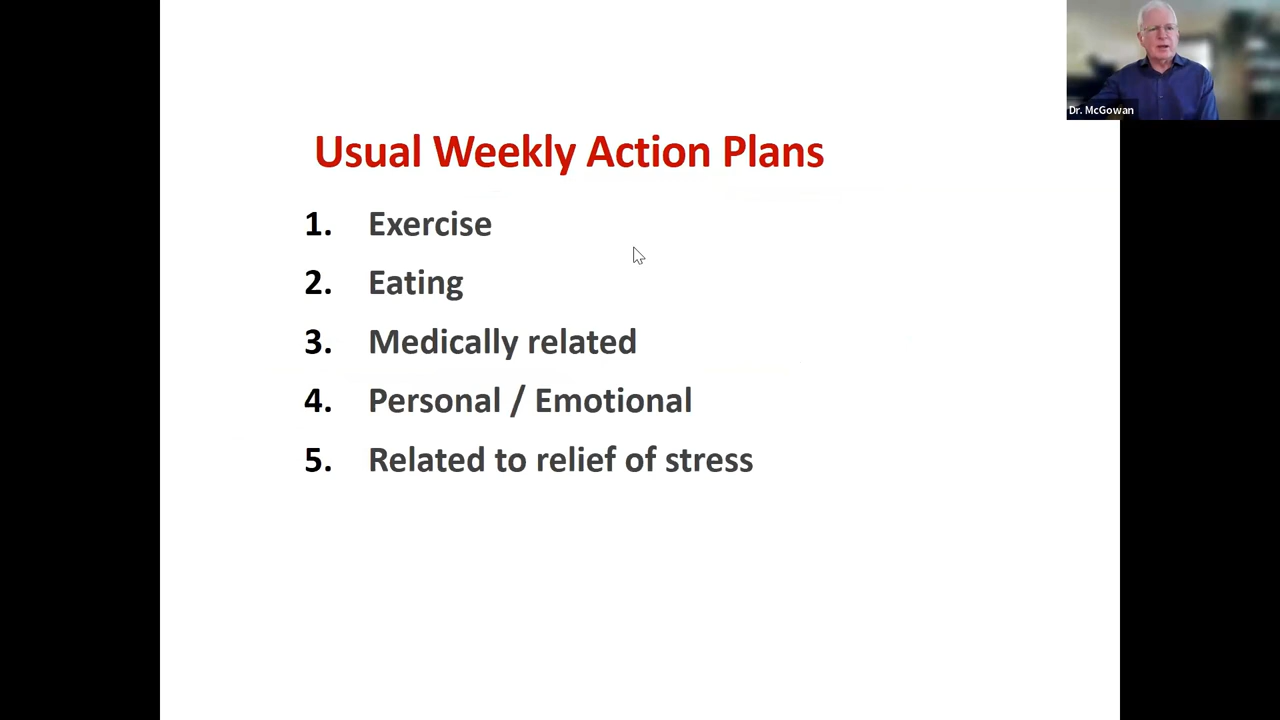 Dr. McGowan
Usual Weekly Action Plans
1. Exercise
2. Eating
3. Medically related
4. Personal / Emotional
5. Related to relief of stress